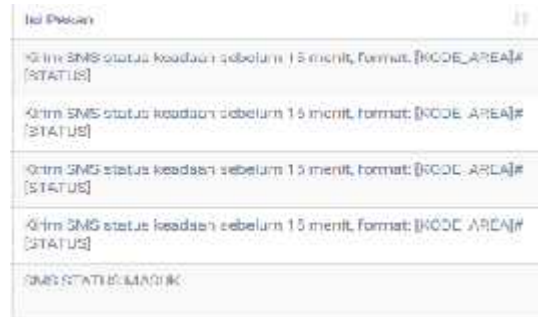 Isi Pesan
Kirim SMS status keadaan sebelum 15 menit, format: [KODE_AREA]#
[STATUS]
Kirim SMS status keadaan sebelum 15 menit, format: [KODE_AREA]#
[STATUS]
Kirim SMS status keadaan sebelum 15 menit, format: [KODE_AREA]#
[STATUS]
Kirim SMS status keadaan sebelum 15 menit, format: [KODE_AREA]#
[STATUS]
SMS STATUS MASUK